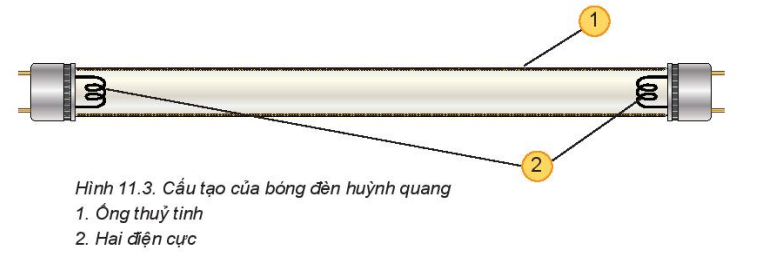 1
2
Hình 11.3. Cấu tạo của bóng đèn huỳnh quang
1. Ống thuỷ tinh
2. Hai điện cực